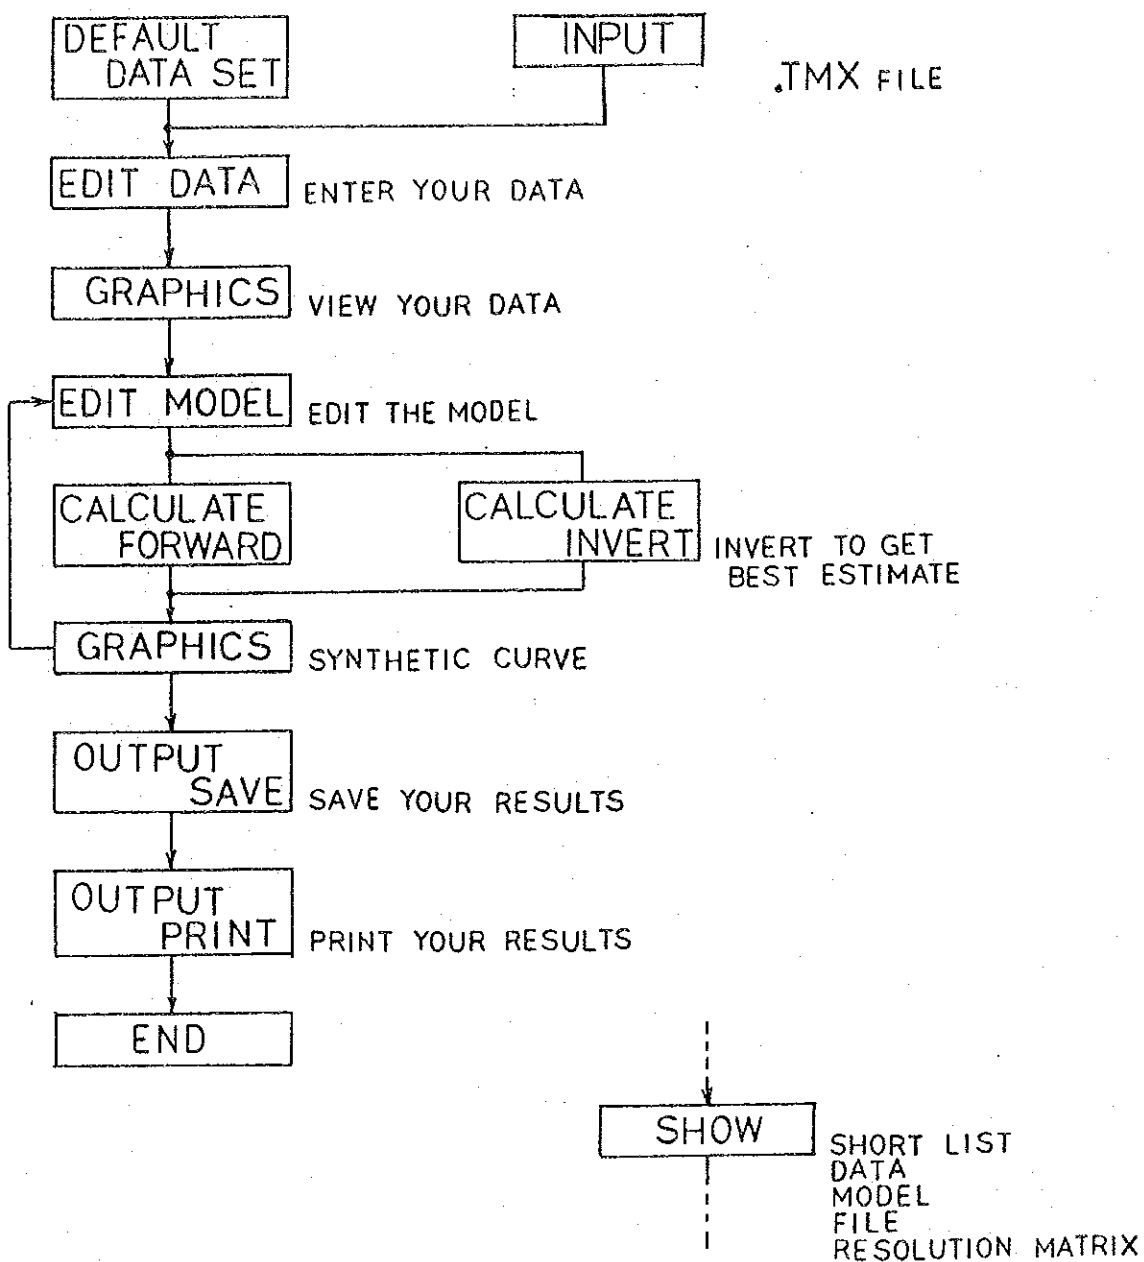 DEFAULT
DATA SET
INPUT
.TMX FILE
EDIT DATA
ENTER YOUR DATA
GRAPHICS
VIEW YOUR DATA
EDIT MODEL
EDIT THE MODEL
CALCULATE
FORWARD
CALCULATE
INVERT
INVERT TO GET
BEST ESTIMATE
GRAPHICS
SYNTHETIC CURVE
OUTPUT
SAVE
SAVE YOUR RESULTS
OUTPUT
PRINT
PRINT YOUR RESULTS
END
SHOW
SHORT LIST
DATA
MODEL
FILE
RESOLUTION MATRIX